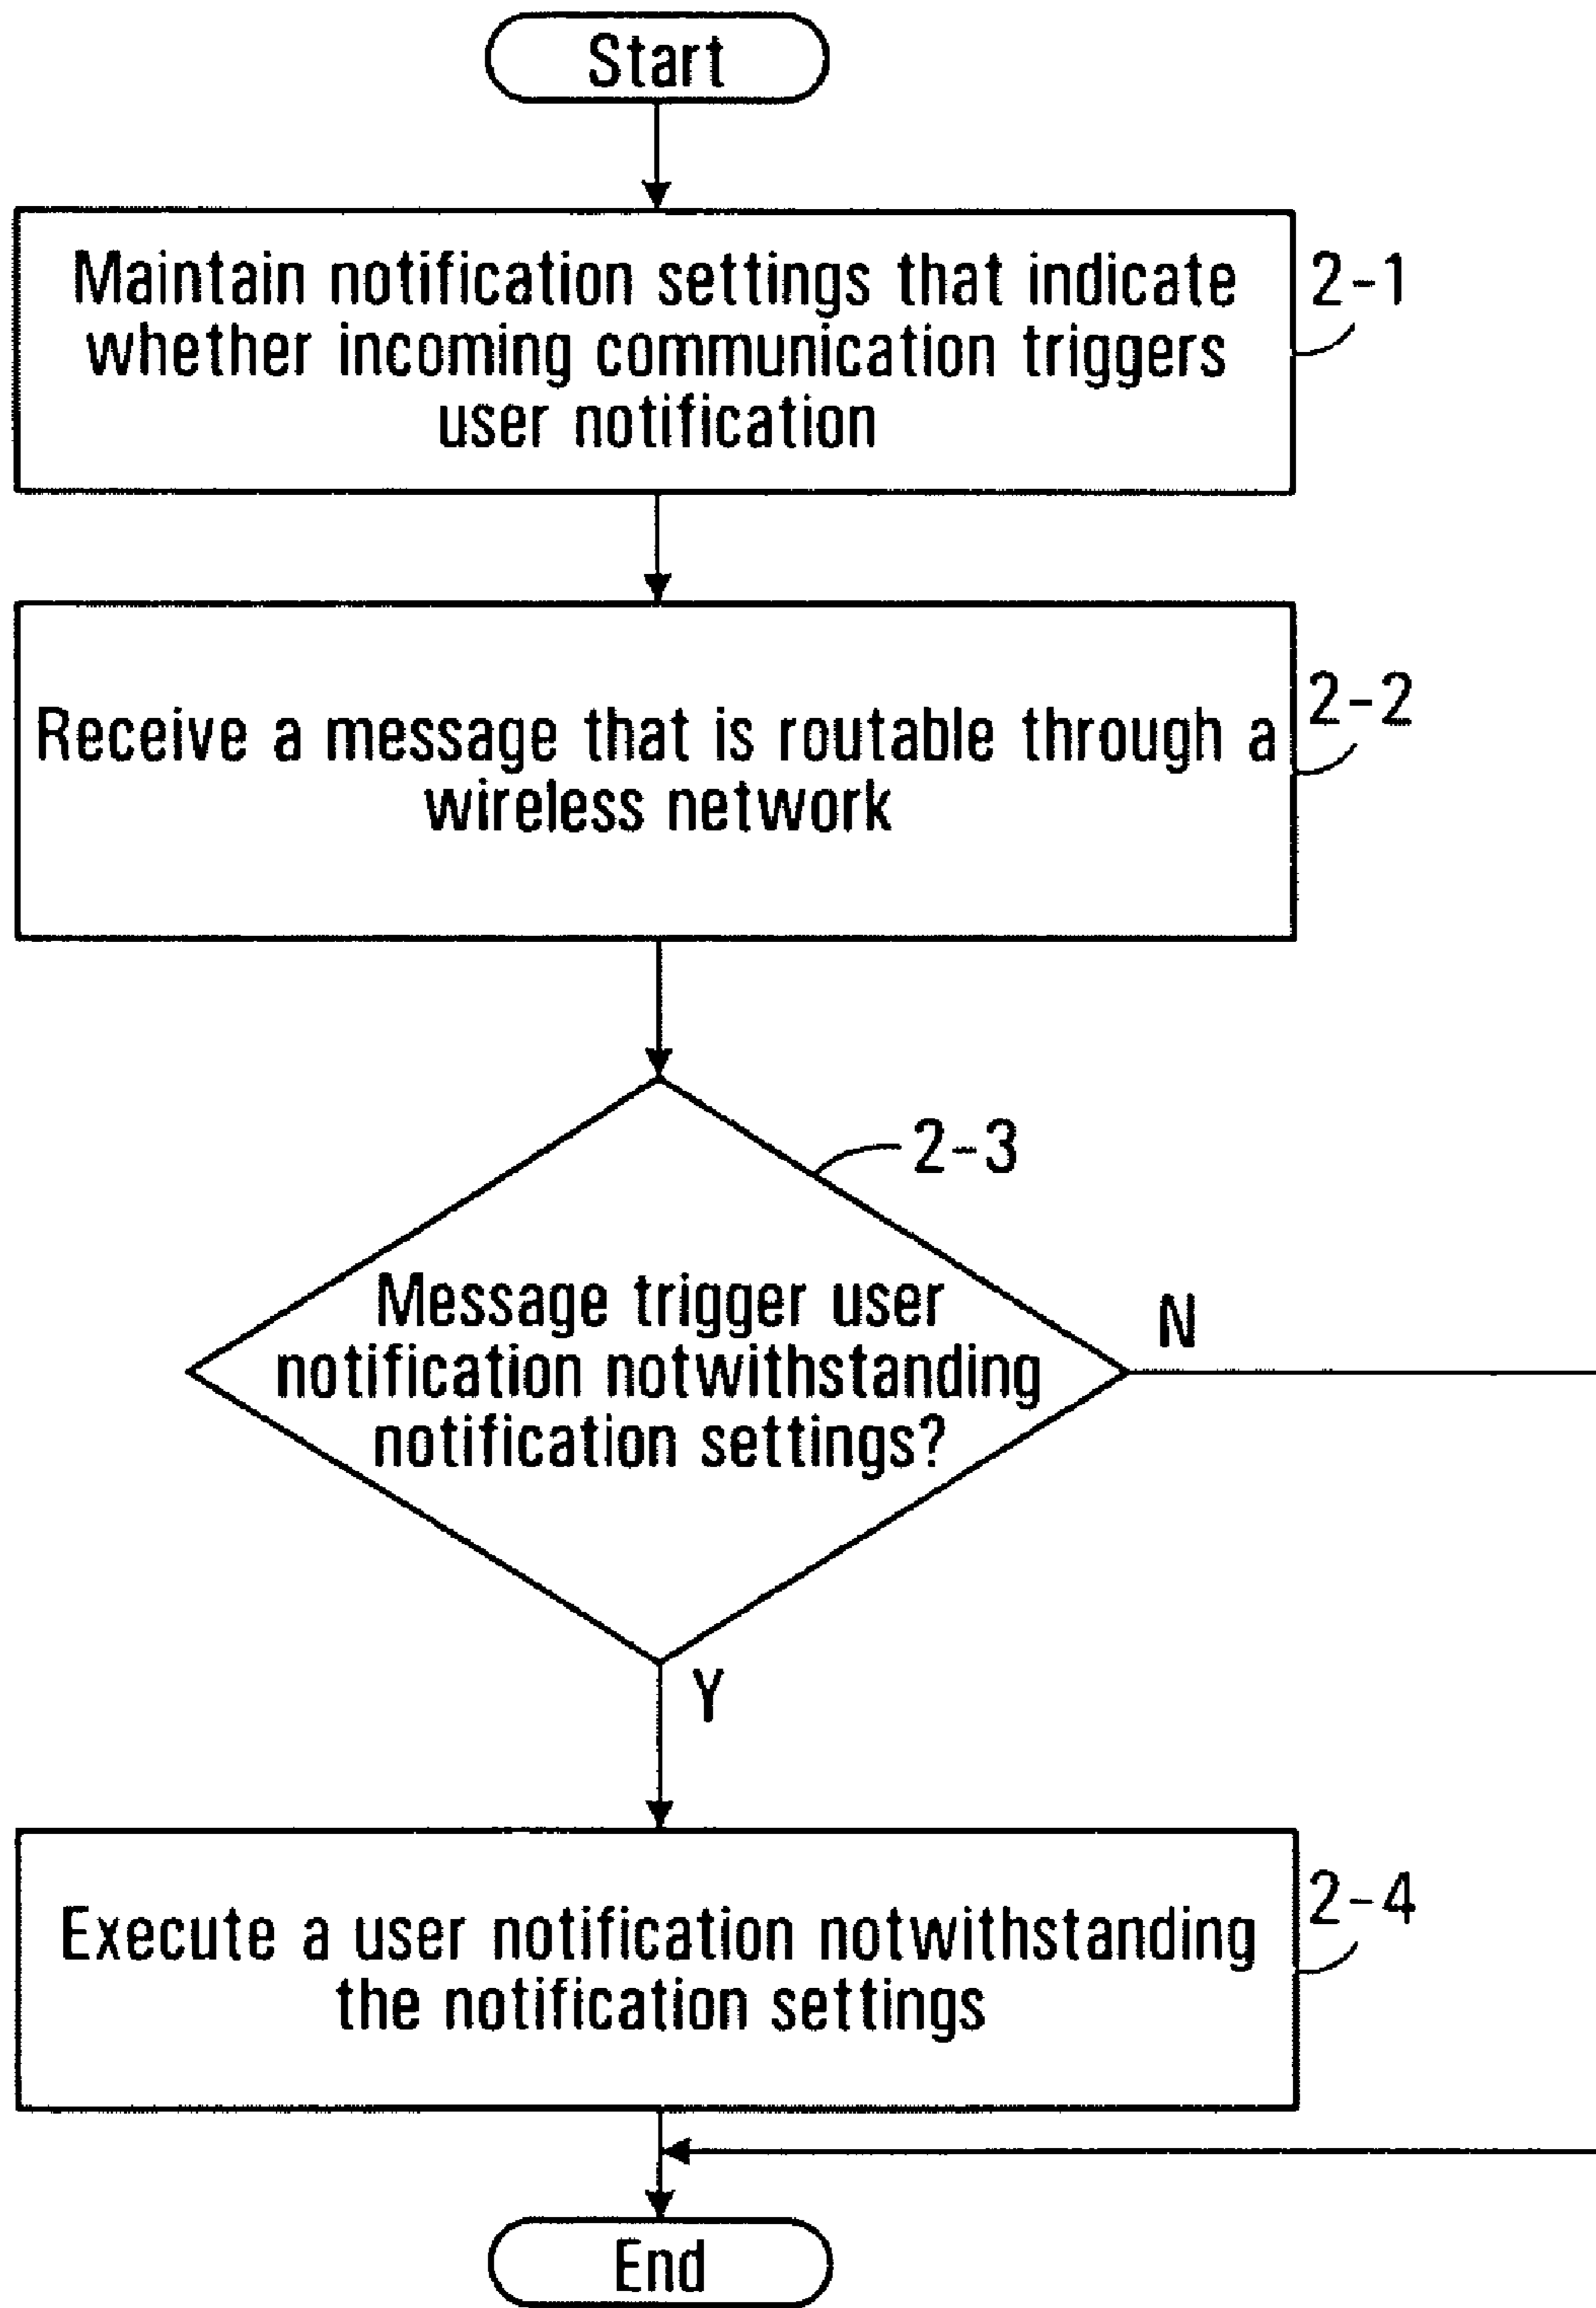 Start
Maintain notification settings that indicate
whether incoming communication triggers
user notification
2-1
Receive a message that is routable through a
wireless network
2-2
2-3
Message trigger user
notification notwithstanding
notification settings?
N
Y
Execute a user notification notwithstanding
the notification settings
2-4
End